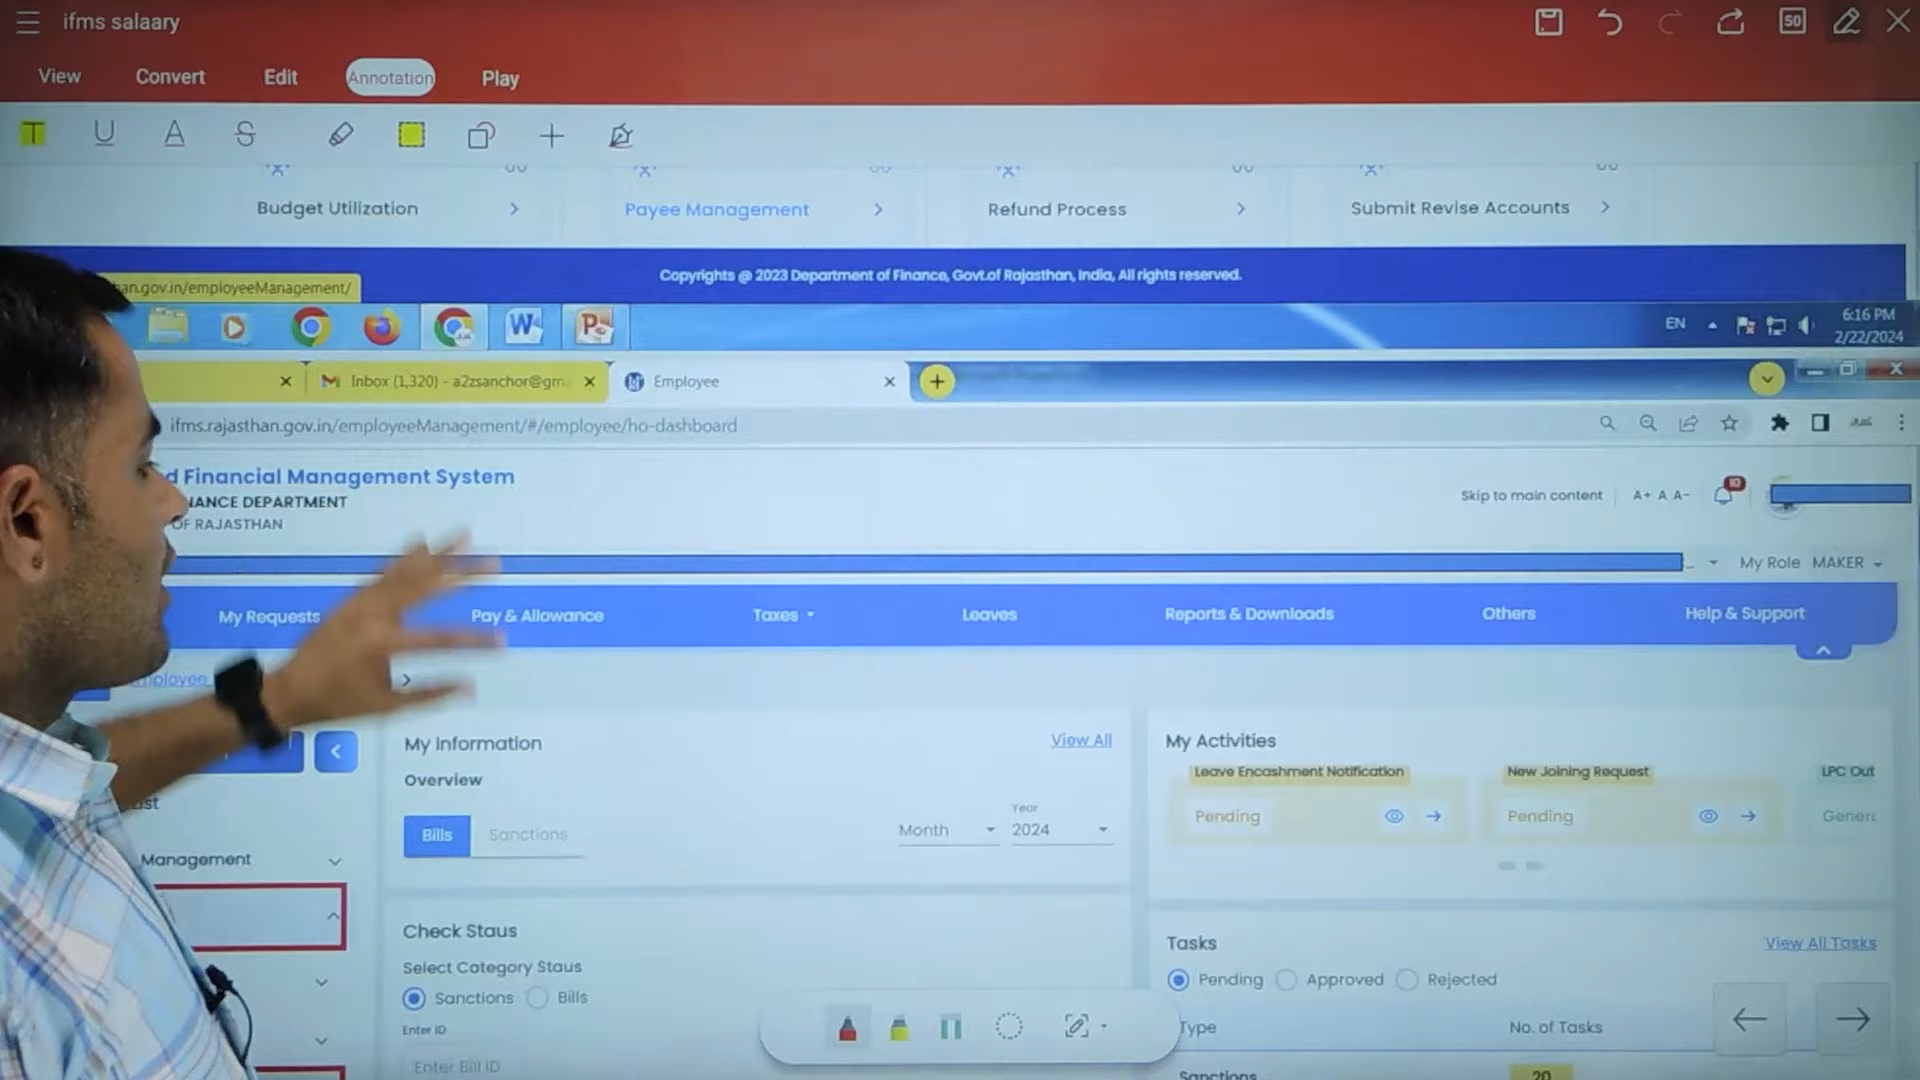 ifms salaary
50
View Convert Edit Annotation Play
T U A S
Budget Utilization
Payee Management
Refund Process
Submit Revise Accounts
Copyrights @ 2023 Department of Finance, Govt.of Rajasthan, India, All rights reserved.
han.gov.in/employeeManagement/
EN
6:16 PM
2/22/2024
Inbox (1,320) - a2zsanchor@gm
Employee
ifms.rajasthan.gov.in/employeeManagement/#/employee/ho-dashboard
d Financial Management System
NANCE DEPARTMENT
OF RAJASTHAN
Skip to main content
A+ A A-
My Role MAKER
My Requests
Pay & Allowance
Taxes
Leaves
Reports & Downloads
Others
Help & Support
mployee
My Information
View All
Overview
Bills
Sanctions
Month
Year
2024
My Activities
Leave Encashment Notification
Pending
New Joining Request
Pending
LPC Out
Gener
ist
Management
Check Staus
Select Category Staus
Sanctions
Bills
Enter ID
Enter Bill ID
Tasks
View All Tasks
Pending
Approved
Rejected
Type
No. of Tasks
Sanctions
20